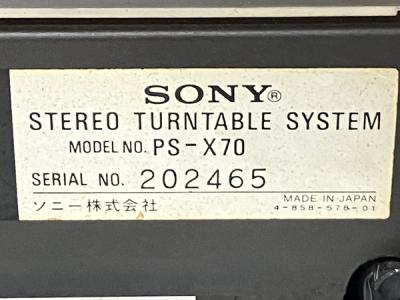 SONY®
STEREO TURNTABLE SYSTEM
MODEL NO. PS-X70
SERIAL NO. 202465
MADE IN JAPAN
ソニー株式会社
4-858-578-01